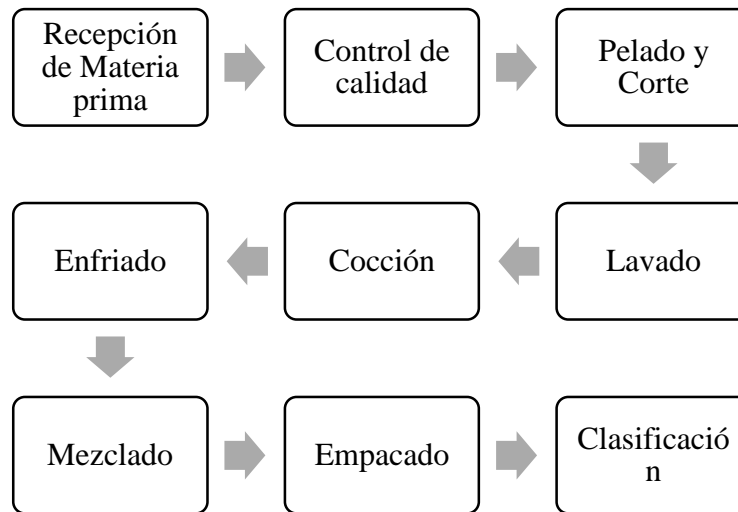 Recepción
de Materia
prima
Control de
calidad
Pelado y
Corte
Lavado
Cocción
Enfriado
Mezclado
Empacado
Clasificació
n